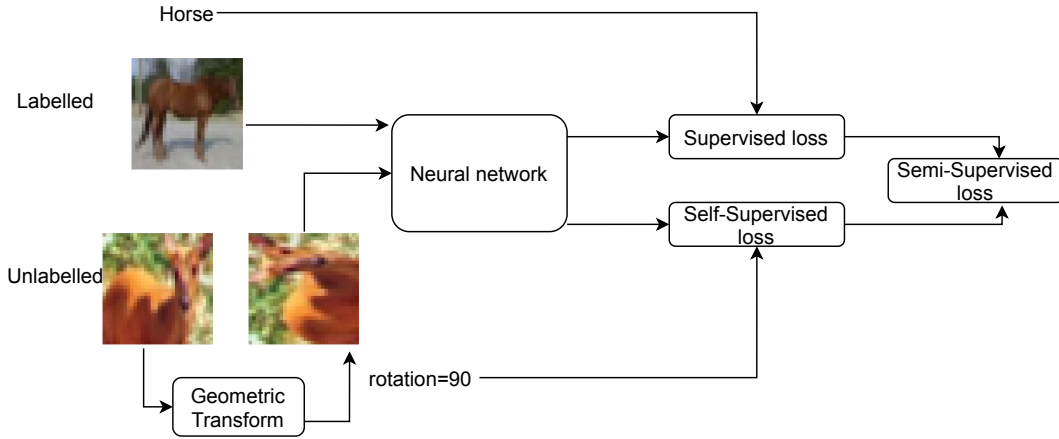 Horse
Labelled
Supervised loss
Neural network
Semi-Supervised
loss
Self-Supervised
loss
Unlabelled
rotation=90
Geometric
Transform